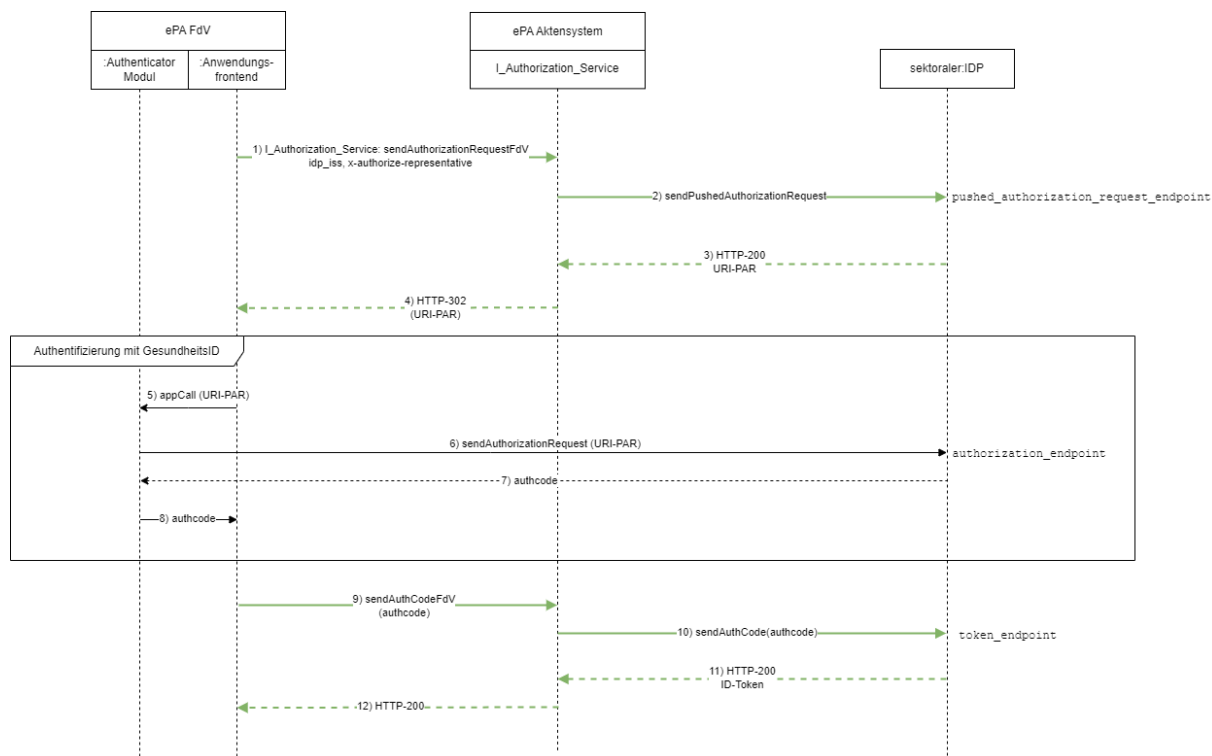 ePA FdV
ePA Aktensystem
:Authenticator
Modul
:Anwendungs-
frontend
I_Authorization_Service
sektoraler:IDP
1) I_Authorization_Service: sendAuthorizationRequestFdV
idp_iss, x-authorize-representative
2) sendPushedAuthorizationRequest
pushed_authorization_request_endpoint
3) HTTP-200
URI-PAR
4) HTTP-302
(URI-PAR)
Authentifizierung mit GesundheitsID
5) appCall (URI-PAR)
6) sendAuthorizationRequest (URI-PAR)
authorization_endpoint
7) authcode
8) authcode
9) sendAuthCodeFdV
(authcode)
10) sendAuthCode(authcode)
token_endpoint
11) HTTP-200
ID-Token
12) HTTP-200